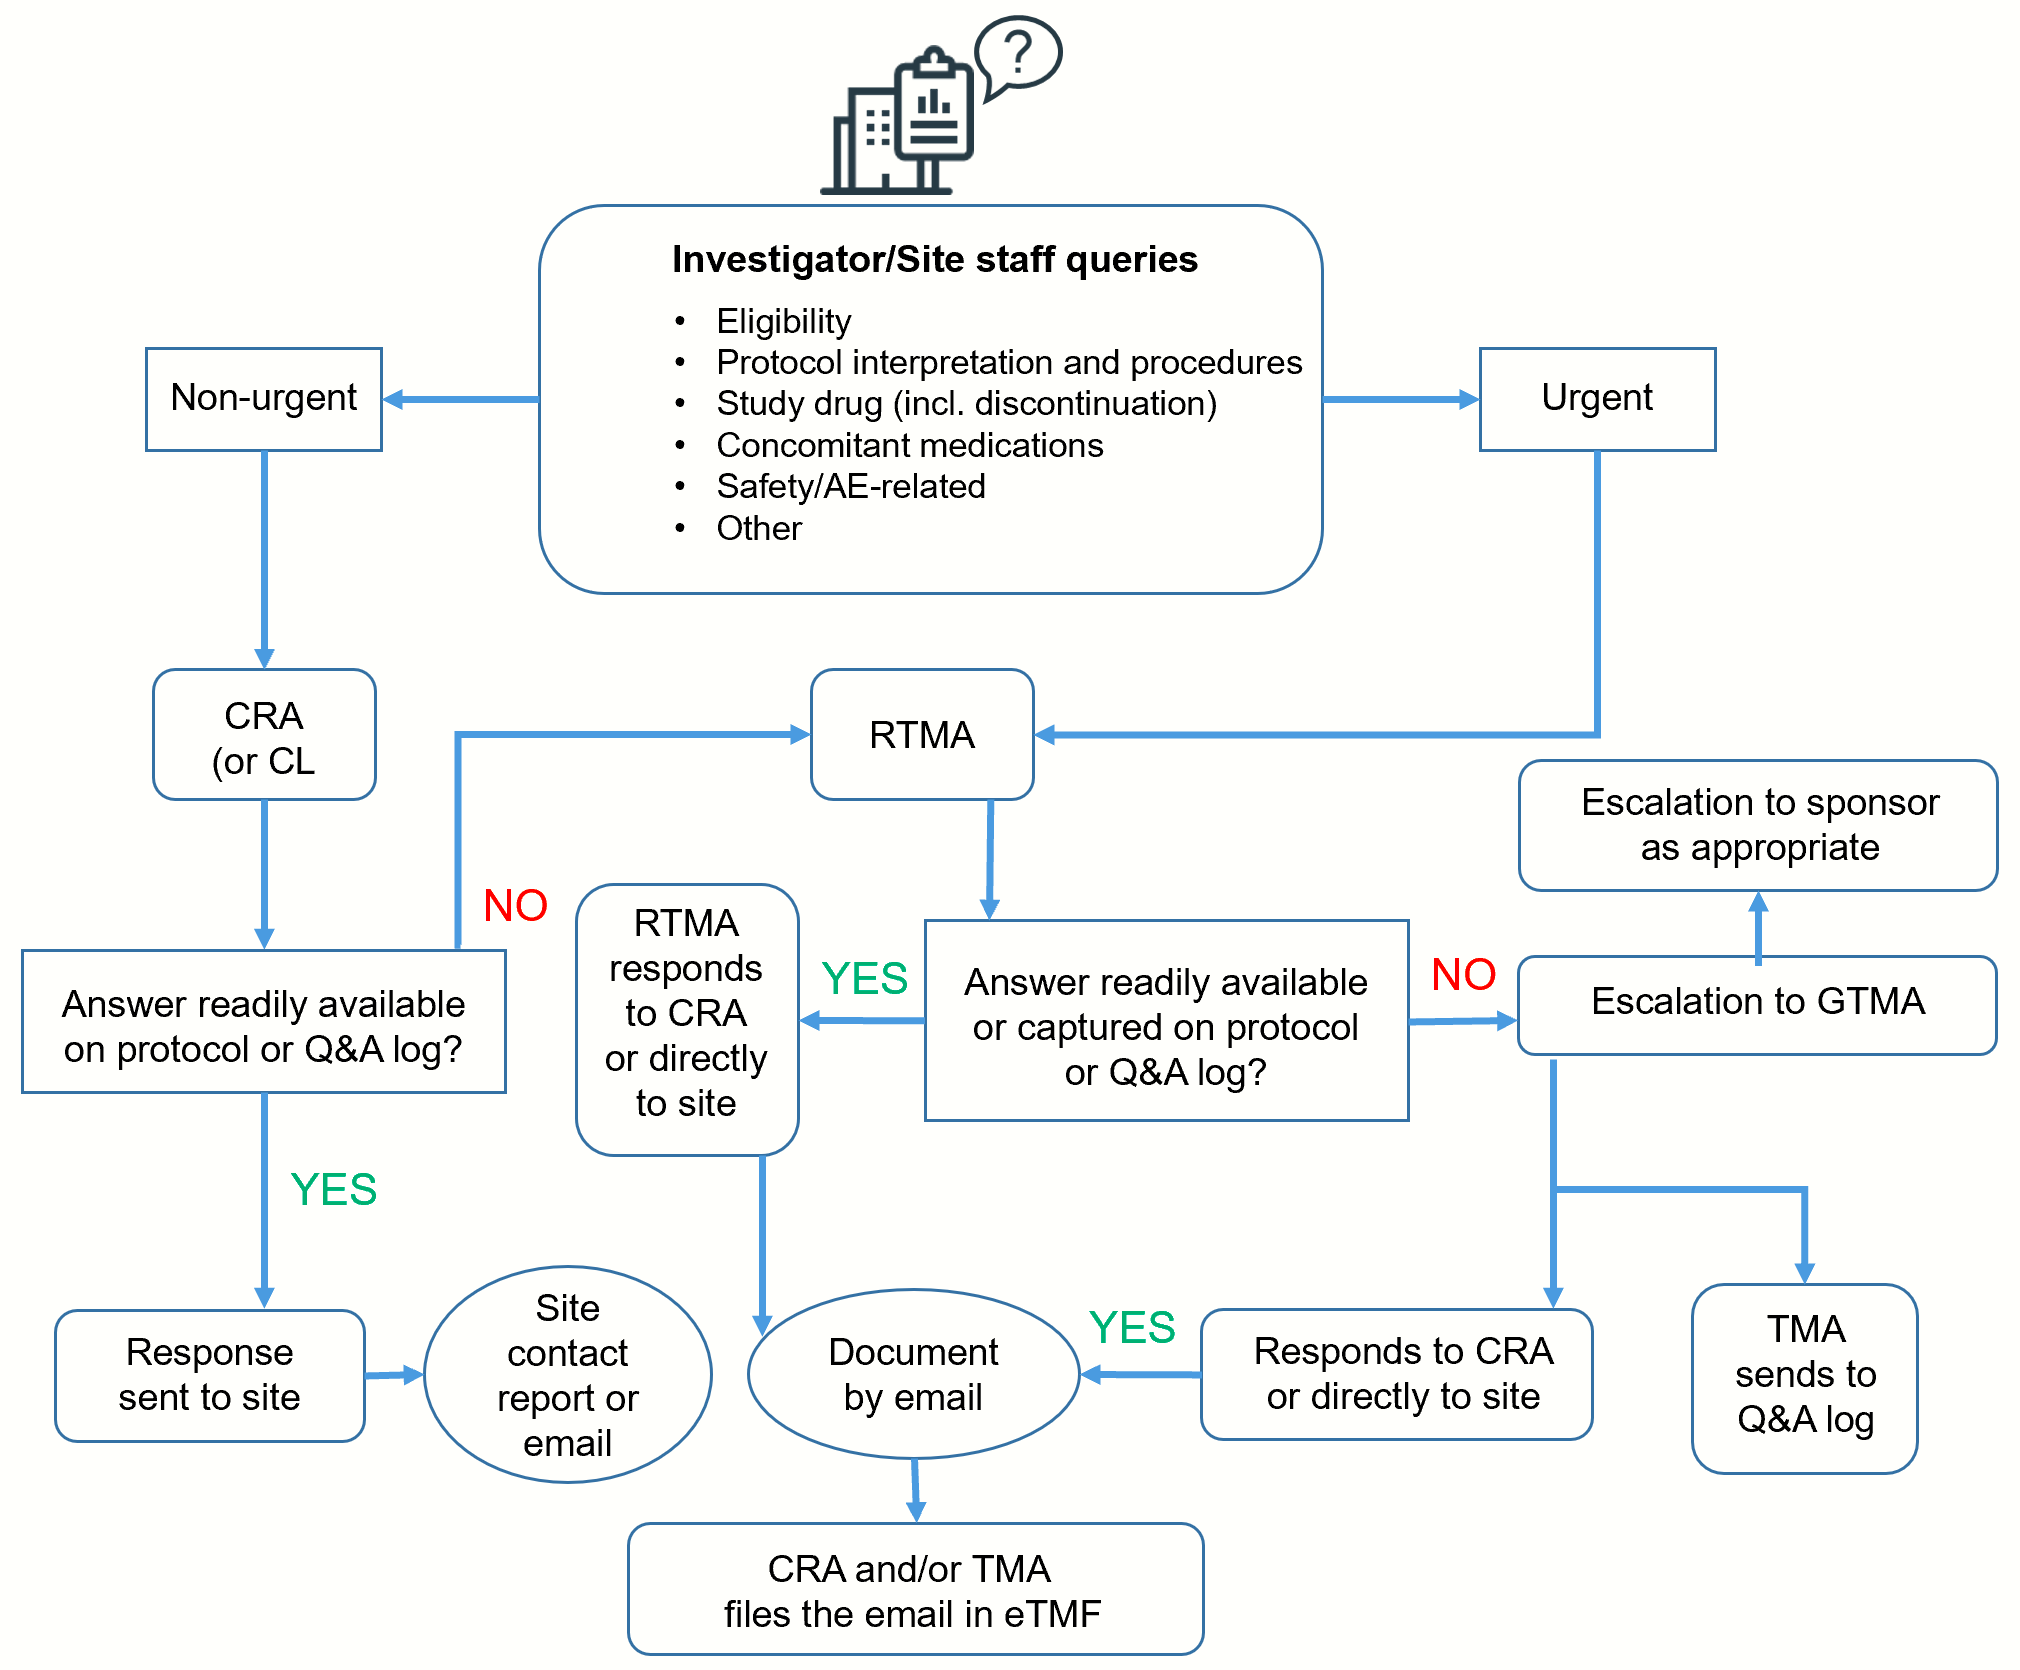 ?
Investigator/Site staff queries
• Eligibility
• Protocol interpretation and procedures
• Study drug (incl. discontinuation)
• Concomitant medications
• Safety/AE-related
• Other
Non-urgent
Urgent
CRA
(or CL
RTMA
Escalation to sponsor
as appropriate
NO
RTMA
responds
to CRA
or directly
to site
YES
Answer readily available
or captured on protocol
or Q&A log?
NO
Escalation to GTMA
Answer readily available
on protocol or Q&A log?
YES
Response
sent to site
Site
contact
report or
email
Document
by email
YES
Responds to CRA
or directly to site
TMA
sends to
Q&A log
CRA and/or TMA
files the email in eTMF